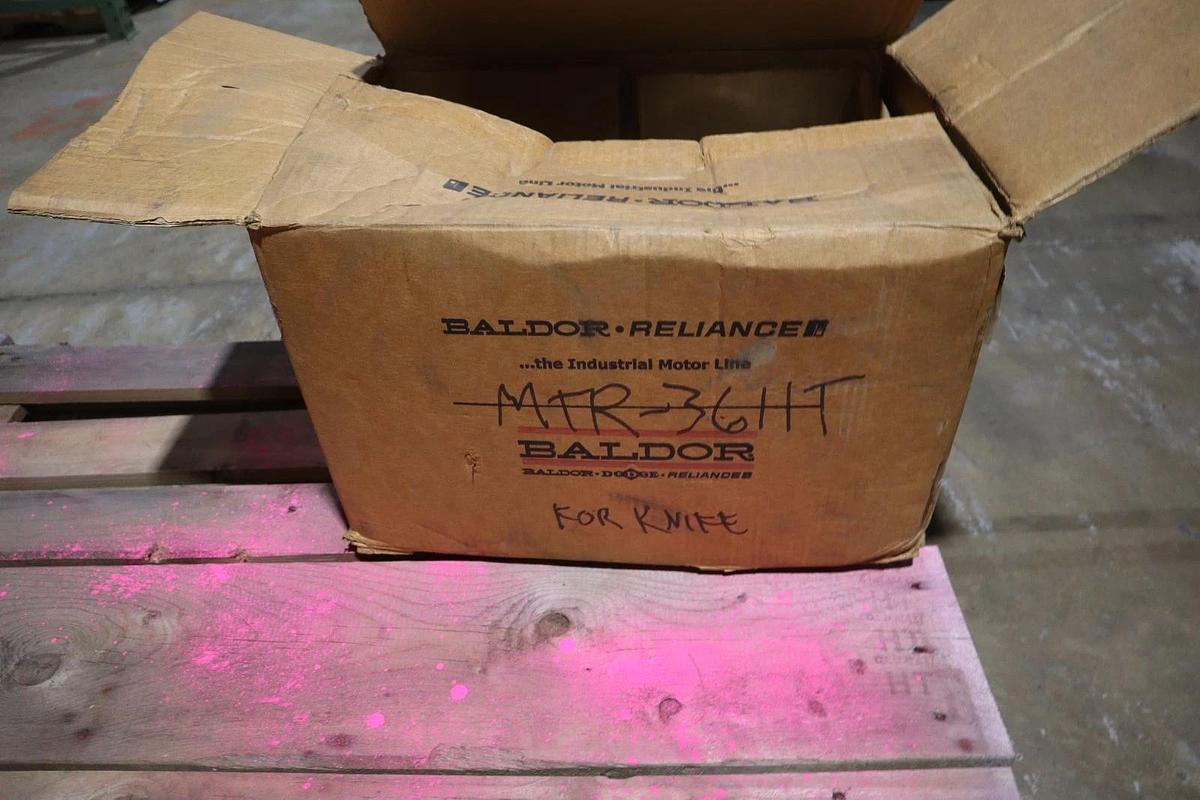 ...the Industrial Motor Line
BALDOR·RELIANCE
BALDOR·RELIANCE
...the Industrial Motor Line
MTR-36HT
BALDOR
BALDOR·DODGE·RELIANCE
FOR KNIFE
HT